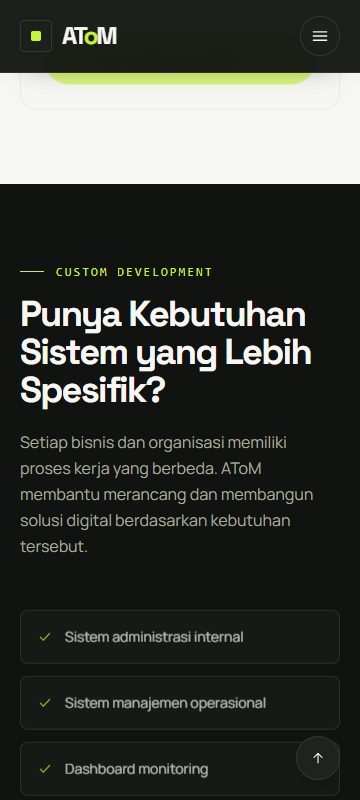 AToM
CUSTOM DEVELOPMENT
Punya Kebutuhan
Sistem yang Lebih
Spesifik?
Setiap bisnis dan organisasi memiliki
proses kerja yang berbeda. AToM
membantu merancang dan membangun
solusi digital berdasarkan kebutuhan
tersebut.
Sistem administrasi internal
Sistem manajemen operasional
Dashboard monitoring